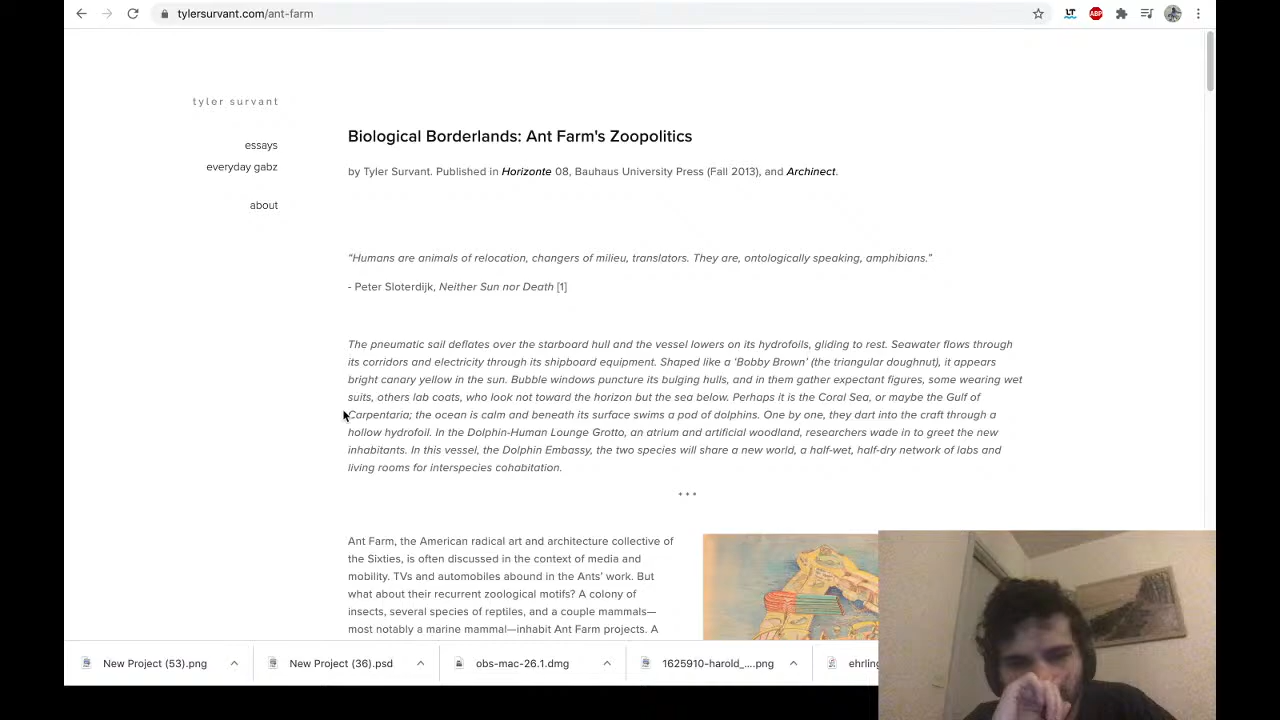 tylersurvant.com/ant-farm
LT
ABP
tyler survant
essays
everyday gabz
about
Biological Borderlands: Ant Farm's Zoopolitics
by Tyler Survant. Published in Horizonte 08, Bauhaus University Press (Fall 2013), and Archinect.
“Humans are animals of relocation, changers of milieu, translators. They are, ontologically speaking, amphibians.”
- Peter Sloterdijk, Neither Sun nor Death [1]
The pneumatic sail deflates over the starboard hull and the vessel lowers on its hydrofoils, gliding to rest. Seawater flows through
its corridors and electricity through its shipboard equipment. Shaped like a ‘Bobby Brown’ (the triangular doughnut), it appears
bright canary yellow in the sun. Bubble windows puncture its bulging hulls, and in them gather expectant figures, some wearing wet
suits, others lab coats, who look not toward the horizon but the sea below. Perhaps it is the Coral Sea, or maybe the Gulf of
Carpentaria; the ocean is calm and beneath its surface swims a pod of dolphins. One by one, they dart into the craft through a
hollow hydrofoil. In the Dolphin-Human Lounge Grotto, an atrium and artificial woodland, researchers wade in to greet the new
inhabitants. In this vessel, the Dolphin Embassy, the two species will share a new world, a half-wet, half-dry network of labs and
living rooms for interspecies cohabitation.
* * *
Ant Farm, the American radical art and architecture collective of
the Sixties, is often discussed in the context of media and
mobility. TVs and automobiles abound in the Ants’ work. But
what about their recurrent zoological motifs? A colony of
insects, several species of reptiles, and a couple mammals—
most notably a marine mammal—inhabit Ant Farm projects. A
New Project (53).png
New Project (36).psd
obs-mac-26.1.dmg
1625910-harold_....png
ehrling